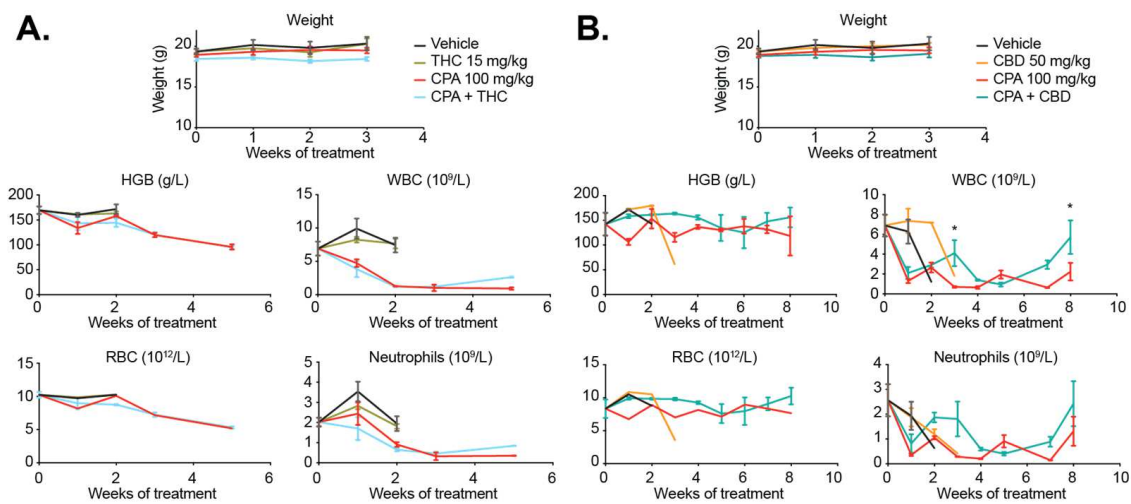 A.
Weight
Weight (g)
20
15
10
0 1 2 3 4
Weeks of treatment
Vehicle
THC 15 mg/kg
CPA 100 mg/kg
CPA + THC
HGB (g/L)
200
150
100
50
0
0 2 4 6
Weeks of treatment
WBC (10⁹/L)
15
10
5
0
0 2 4 6
Weeks of treatment
RBC (10¹²/L)
15
10
5
0
0 2 4 6
Weeks of treatment
Neutrophils (10⁹/L)
5
4
3
2
1
0
0 2 4 6
Weeks of treatment
B.
Weight
Weight (g)
20
15
10
0 1 2 3 4
Weeks of treatment
Vehicle
CBD 50 mg/kg
CPA 100 mg/kg
CPA + CBD
HGB (g/L)
200
150
100
50
0
0 2 4 6 8 10
Weeks of treatment
WBC (10⁹/L)
10
8
6
4
2
0
* *
0 2 4 6 8 10
Weeks of treatment
RBC (10¹²/L)
15
10
5
0
0 2 4 6 8 10
Weeks of treatment
Neutrophils (10⁹/L)
4
3
2
1
0
0 2 4 6 8 10
Weeks of treatment